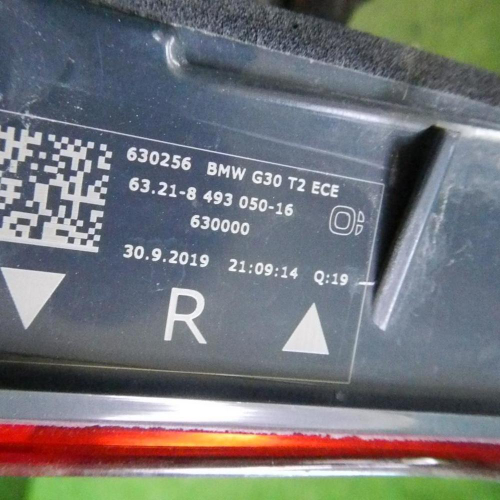 630256 BMW G30 T2 ECE
63.21-8 493 050-16
630000
30.9.2019 21:09:14 Q:19
R